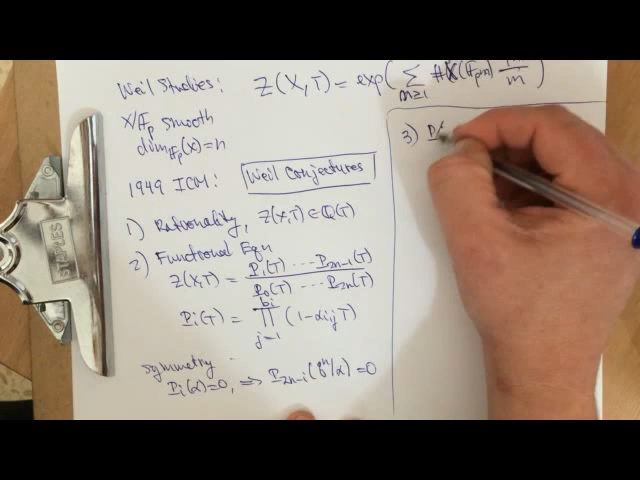 Weil Studies: Z(X,T) = exp( Σ_{m≥1} #X(𝔽_{p^m}) T^m/m )
X/𝔽_p smooth
dim_{𝔽_p}(X) = n
1949 ICM: Weil Conjectures
1) Rationality, Z(X,T) ∈ ℚ(T)
2) Functional Eqn
Z(X,T) = P_1(T) ··· P_{2n-1}(T) / P_0(T) ··· P_{2n}(T)
P_i(T) = ∏_{j=1}^{b_i} (1-α_{ij}T)
Symmetry
P_i(α)=0, ⇒ P_{2n-i}(q^n/α)=0
3)
STAPLES